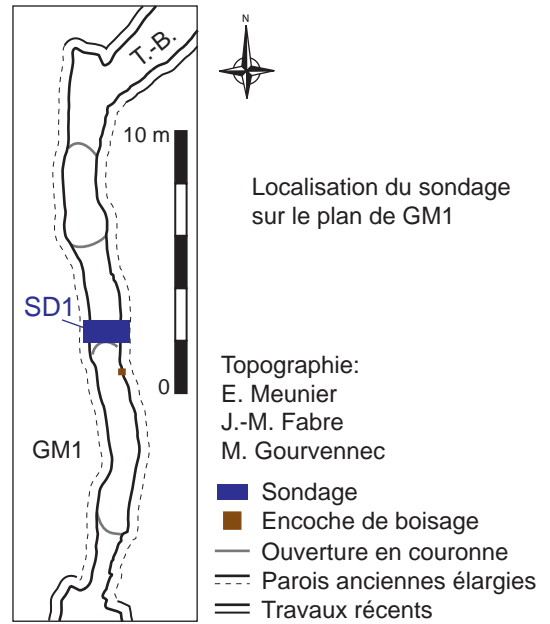 N
T.-B.
10 m
Localisation du sondage
sur le plan de GM1
SD1
0
GM1
Topographie:
E. Meunier
J.-M. Fabre
M. Gourvennec
Sondage
Encoche de boisage
Ouverture en couronne
Parois anciennes élargies
Travaux récents